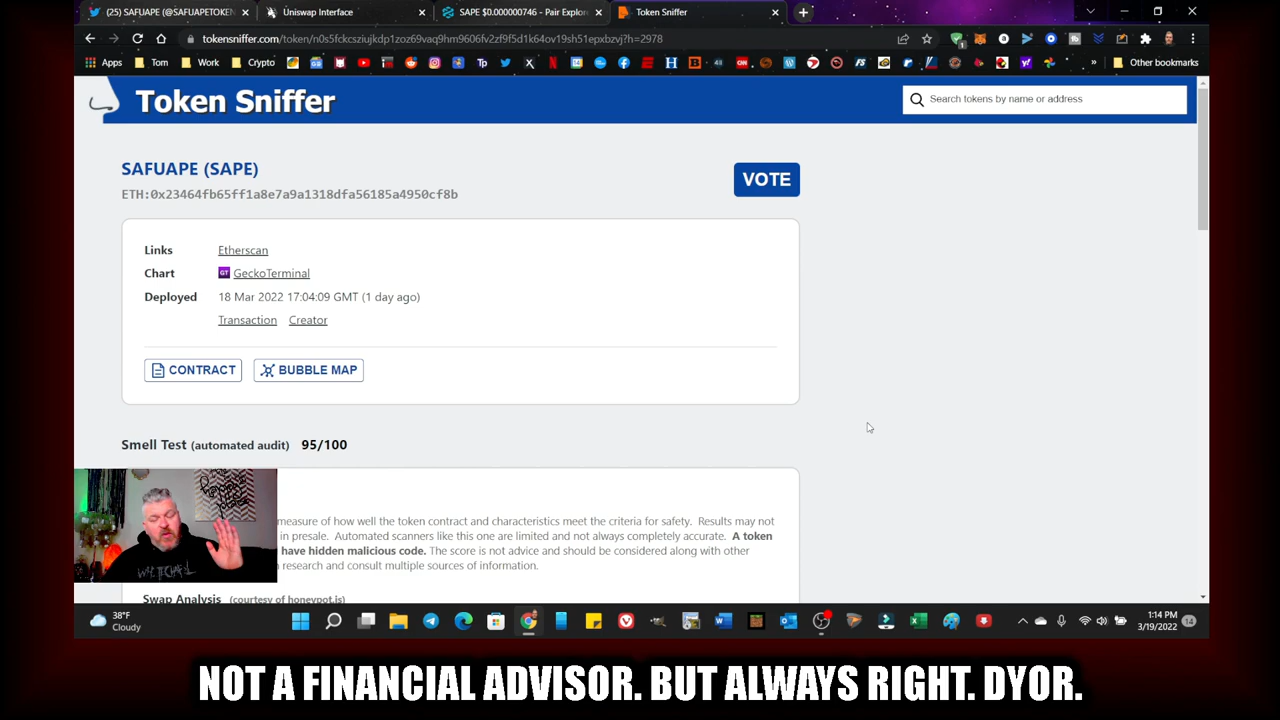 (25) SAFUAPE (@SAFUAPETOKEN
Uniswap Interface
SAPE $0.000000746 - Pair Explor
Token Sniffer
tokensniffer.com/token/n0s5fckcsziujkdp1zoz69vaq9hm9606fv2zf9f5d1k64ov19sh51epxbzvj?h=2978
Apps
Tom
Work
Crypto
Other bookmarks
Token Sniffer
Search tokens by name or address
SAFUAPE (SAPE)
VOTE
ETH:0x23464fb65ff1a8e7a9a1318dfa56185a4950cf8b
Links Etherscan
Chart GeckoTerminal
Deployed 18 Mar 2022 17:04:09 GMT (1 day ago)
Transaction Creator
CONTRACT BUBBLE MAP
Smell Test (automated audit) 95/100
measure of how well the token contract and characteristics meet the criteria for safety. Results may not
in presale. Automated scanners like this one are limited and not always completely accurate. A token
have hidden malicious code. The score is not advice and should be considered along with other
research and consult multiple sources of information.
Swap Analysis (courtesy of honeypot.is)
38°F
Cloudy
1:14 PM
3/19/2022
14
NOT A FINANCIAL ADVISOR. BUT ALWAYS RIGHT. DYOR.